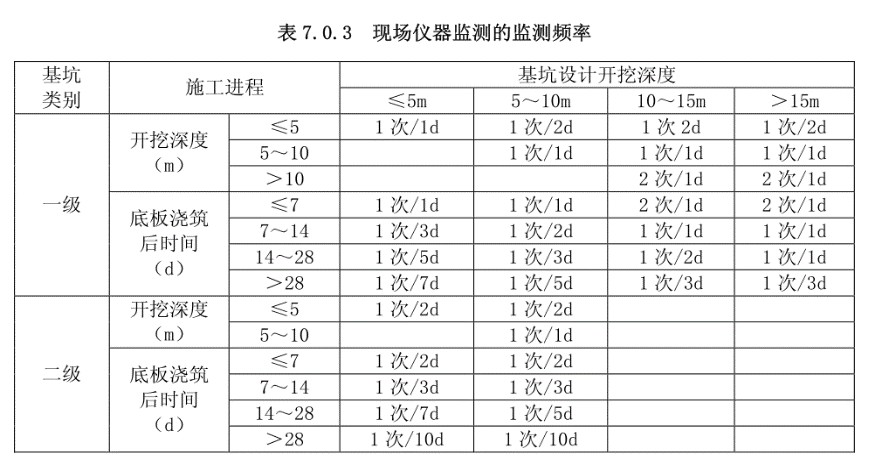 表 7.0.3 现场仪器监测的监测频率
基坑类别 施工进程 基坑设计开挖深度
≤5m 5～10m 10～15m >15m
一级 开挖深度（m） ≤5 1 次/1d 1 次/2d 1 次 2d 1 次/2d
5～10 1 次/1d 1 次/1d 1 次/1d
>10 2 次/1d 2 次/1d
底板浇筑后时间（d） ≤7 1 次/1d 1 次/1d 2 次/1d 2 次/1d
7～14 1 次/3d 1 次/2d 1 次/1d 1 次/1d
14～28 1 次/5d 1 次/3d 1 次/2d 1 次/1d
>28 1 次/7d 1 次/5d 1 次/3d 1 次/3d
二级 开挖深度（m） ≤5 1 次/2d 1 次/2d
5～10 1 次/1d
底板浇筑后时间（d） ≤7 1 次/2d 1 次/2d
7～14 1 次/3d 1 次/3d
14～28 1 次/7d 1 次/5d
>28 1 次/10d 1 次/10d